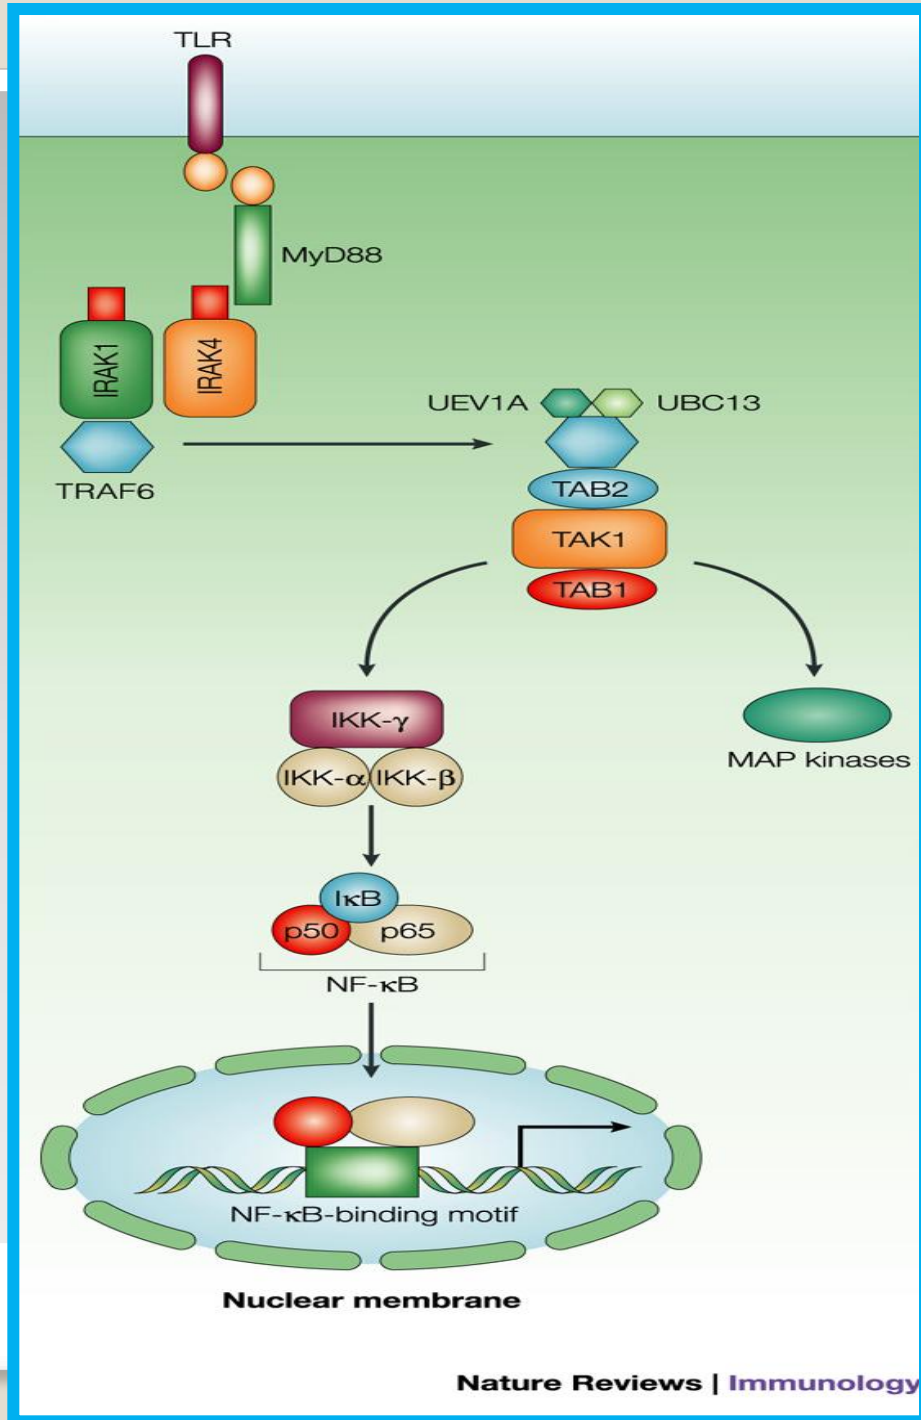 TLR
MyD88
IRAK1
IRAK4
TRAF6
UEV1A
UBC13
TAB2
TAK1
TAB1
IKK-γ
IKK-α
IKK-β
MAP kinases
IκB
p50
p65
NF-κB
NF-κB-binding motif
Nuclear membrane
Nature Reviews | Immunology